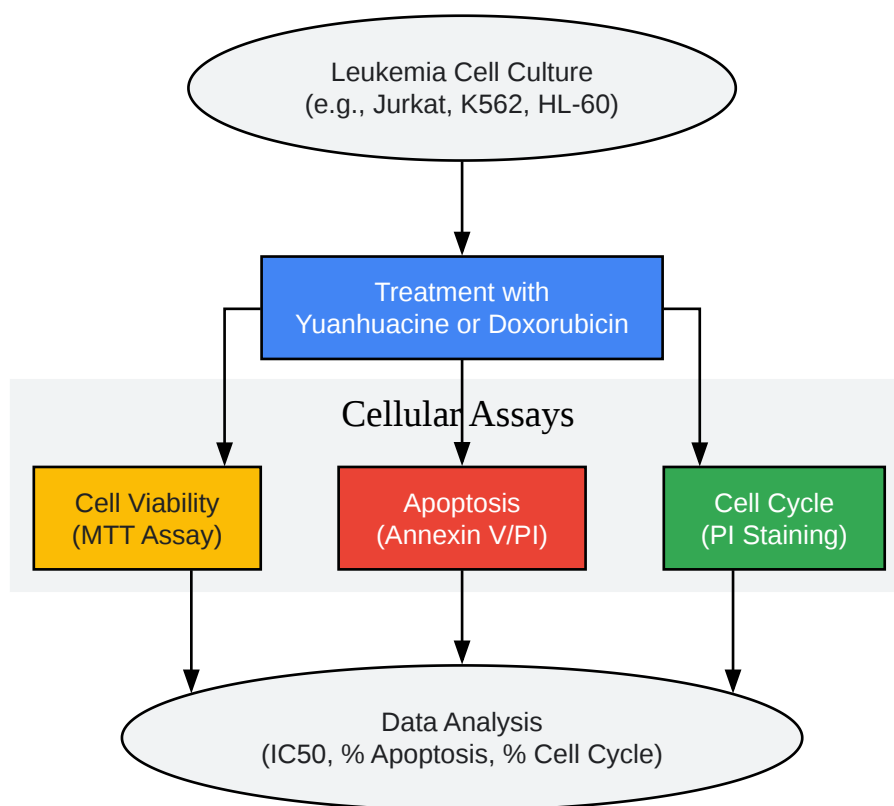 Leukemia Cell Culture
(e.g., Jurkat, K562, HL-60)
Treatment with
Yuanhuacine or Doxorubicin
Cellular Assays
Cell Viability
(MTT Assay)
Apoptosis
(Annexin V/PI)
Cell Cycle
(PI Staining)
Data Analysis
(IC50, % Apoptosis, % Cell Cycle)